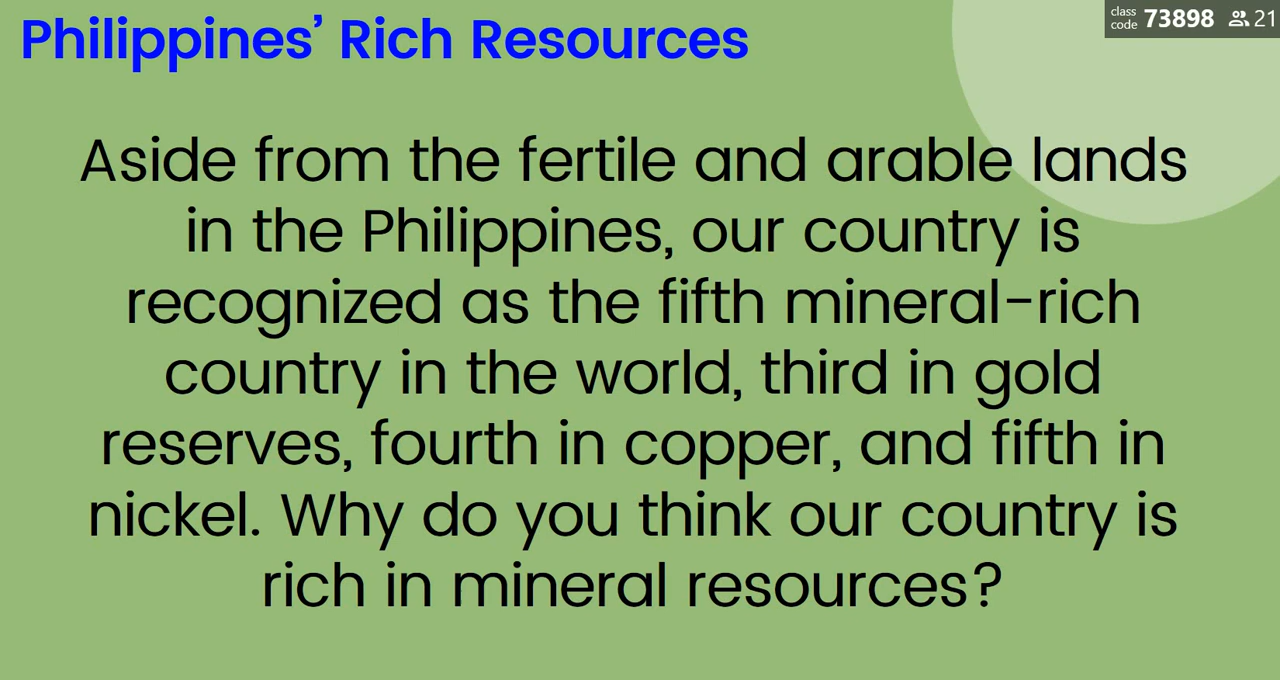 Philippines’ Rich Resources
class
code 73898 21
Aside from the fertile and arable lands
in the Philippines, our country is
recognized as the fifth mineral-rich
country in the world, third in gold
reserves, fourth in copper, and fifth in
nickel. Why do you think our country is
rich in mineral resources?